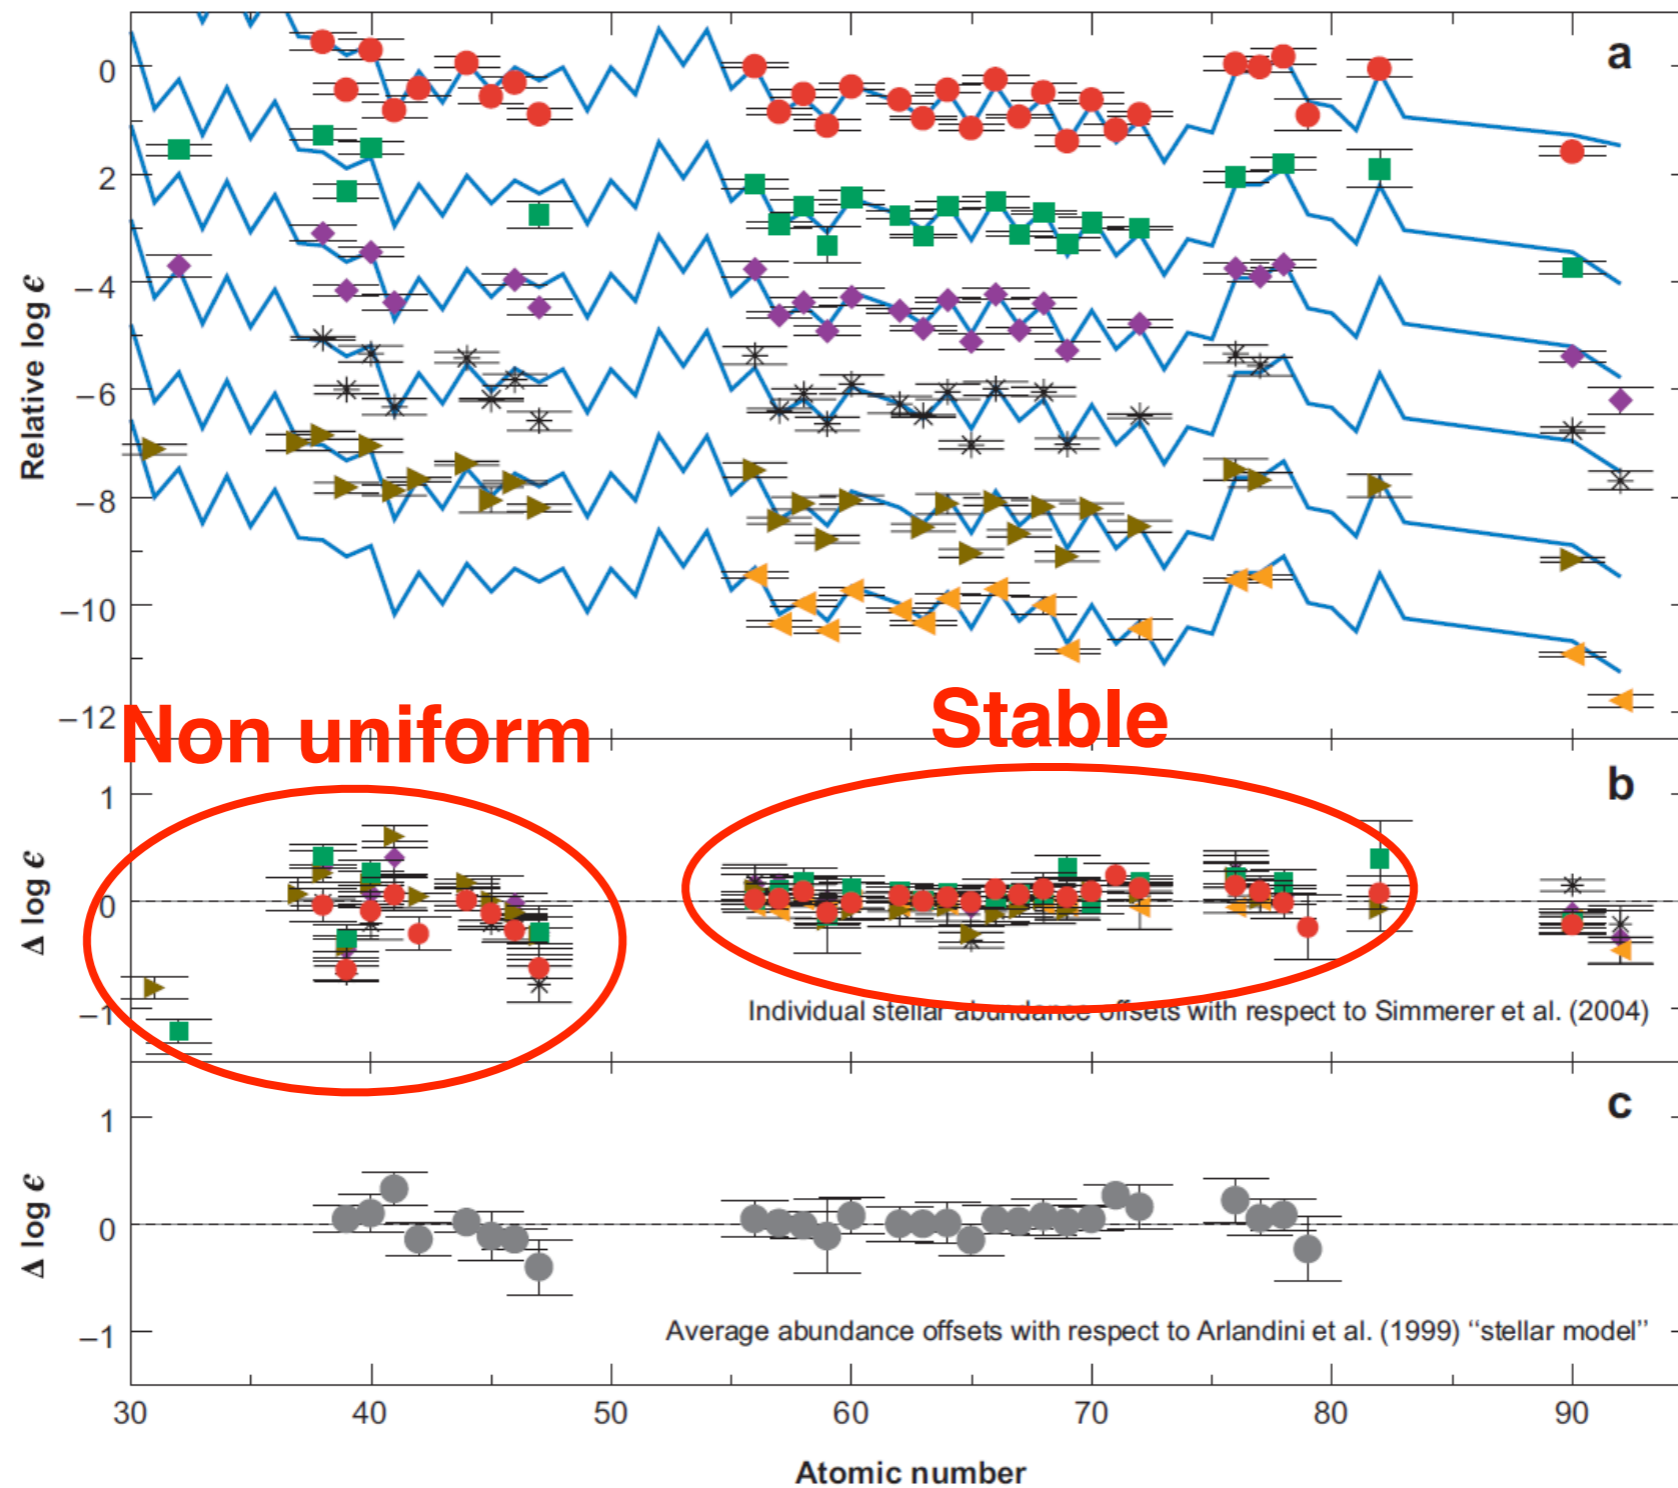 a
0
2
−4
−6
−8
−10
−12
Relative log ϵ
Non uniform
Stable
b
1
0
−1
Δ log ϵ
Individual stellar abundance offsets with respect to Simmerer et al. (2004)
c
1
0
−1
Δ log ϵ
Average abundance offsets with respect to Arlandini et al. (1999) “stellar model”
30 40 50 60 70 80 90
Atomic number